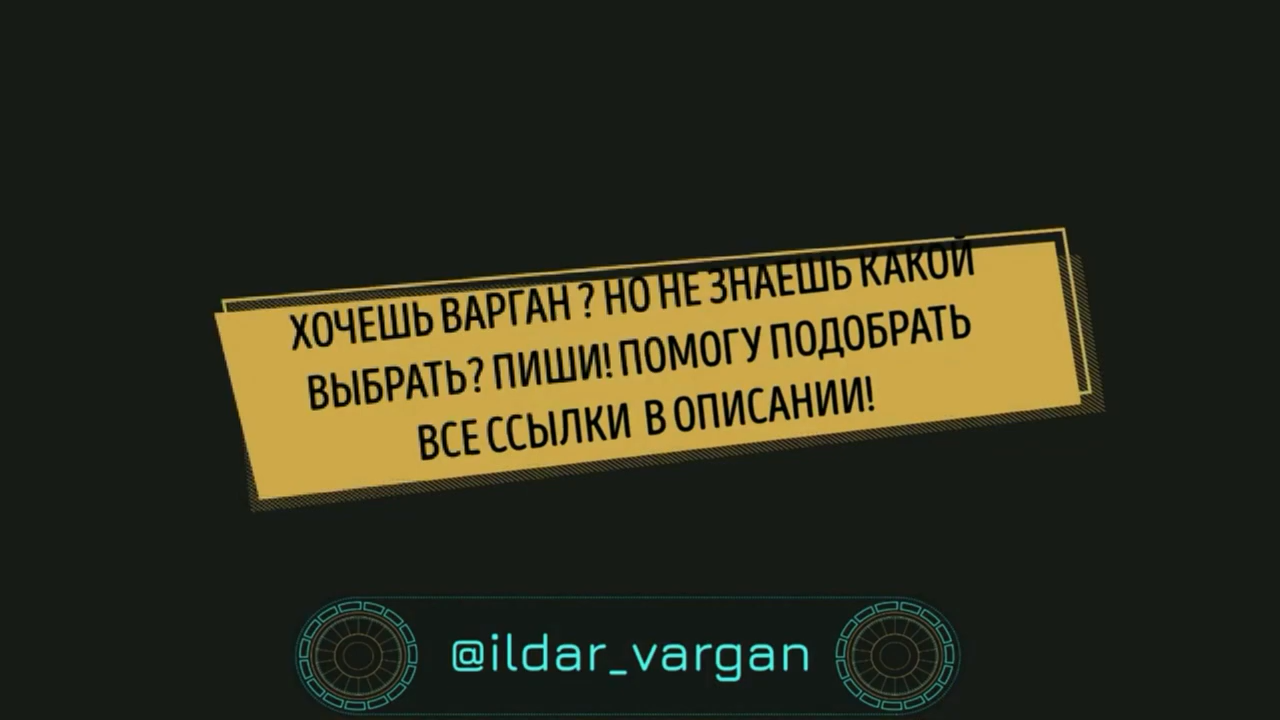 ХОЧЕШЬ ВАРГАН ? НО НЕ ЗНАЕШЬ КАКОЙ
ВЫБРАТЬ? ПИШИ! ПОМОГУ ПОДОБРАТЬ
ВСЕ ССЫЛКИ В ОПИСАНИИ!
@ildar_vargan